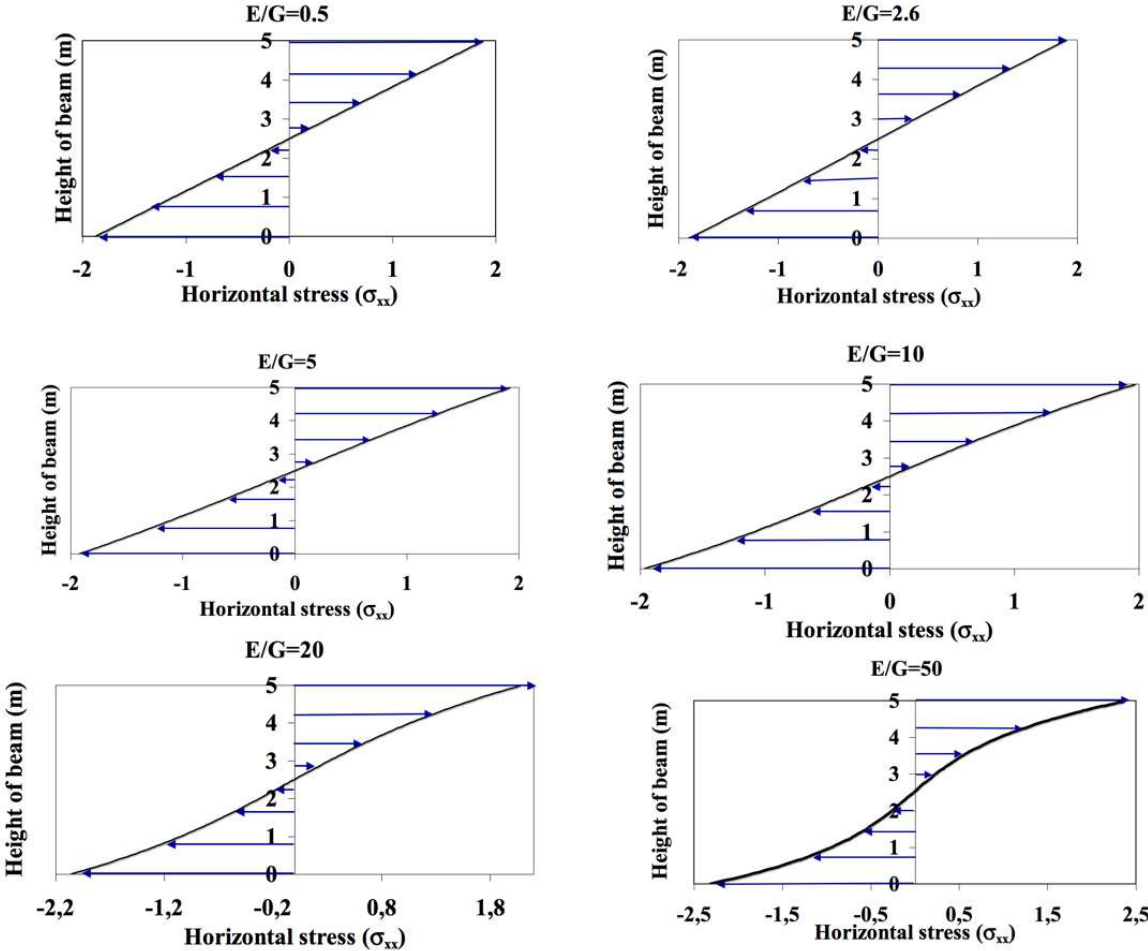 E/G=0.5
Height of beam (m)
5
4
3
2
1
0
-2 -1 0 1 2
Horizontal stress (σxx)
E/G=2.6
Height of beam (m)
5
4
3
2
1
0
-2 -1 0 1 2
Horizontal stress (σxx)
E/G=5
Height of beam (m)
5
4
3
2
1
0
-2 -1 0 1 2
Horizontal stress (σxx)
E/G=10
Height of beam (m)
5
4
3
2
1
0
-2 -1 0 1 2
Horizontal stess (σxx)
E/G=20
Height of beam (m)
5
4
3
2
1
0
-2,2 -1,2 -0,2 0,8 1,8
Horizontal stress (σxx)
E/G=50
Height of beam (m)
5
4
3
2
1
0
-2,5 -1,5 -0,5 0,5 1,5 2,5
Horizontal stress (σxx)